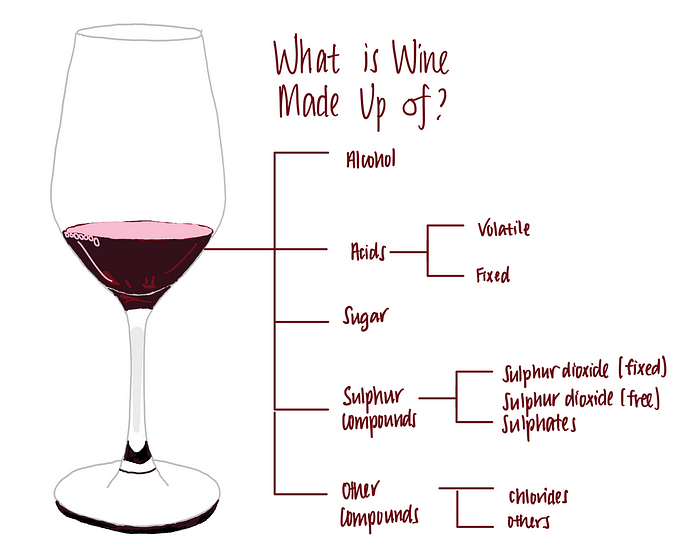 What is Wine
Made Up of?
Alcohol
Acids
Volatile
Fixed
Sugar
Sulphur
compounds
Sulphur dioxide (fixed)
Sulphur dioxide (free)
Sulphates
Other
compounds
chlorides
others